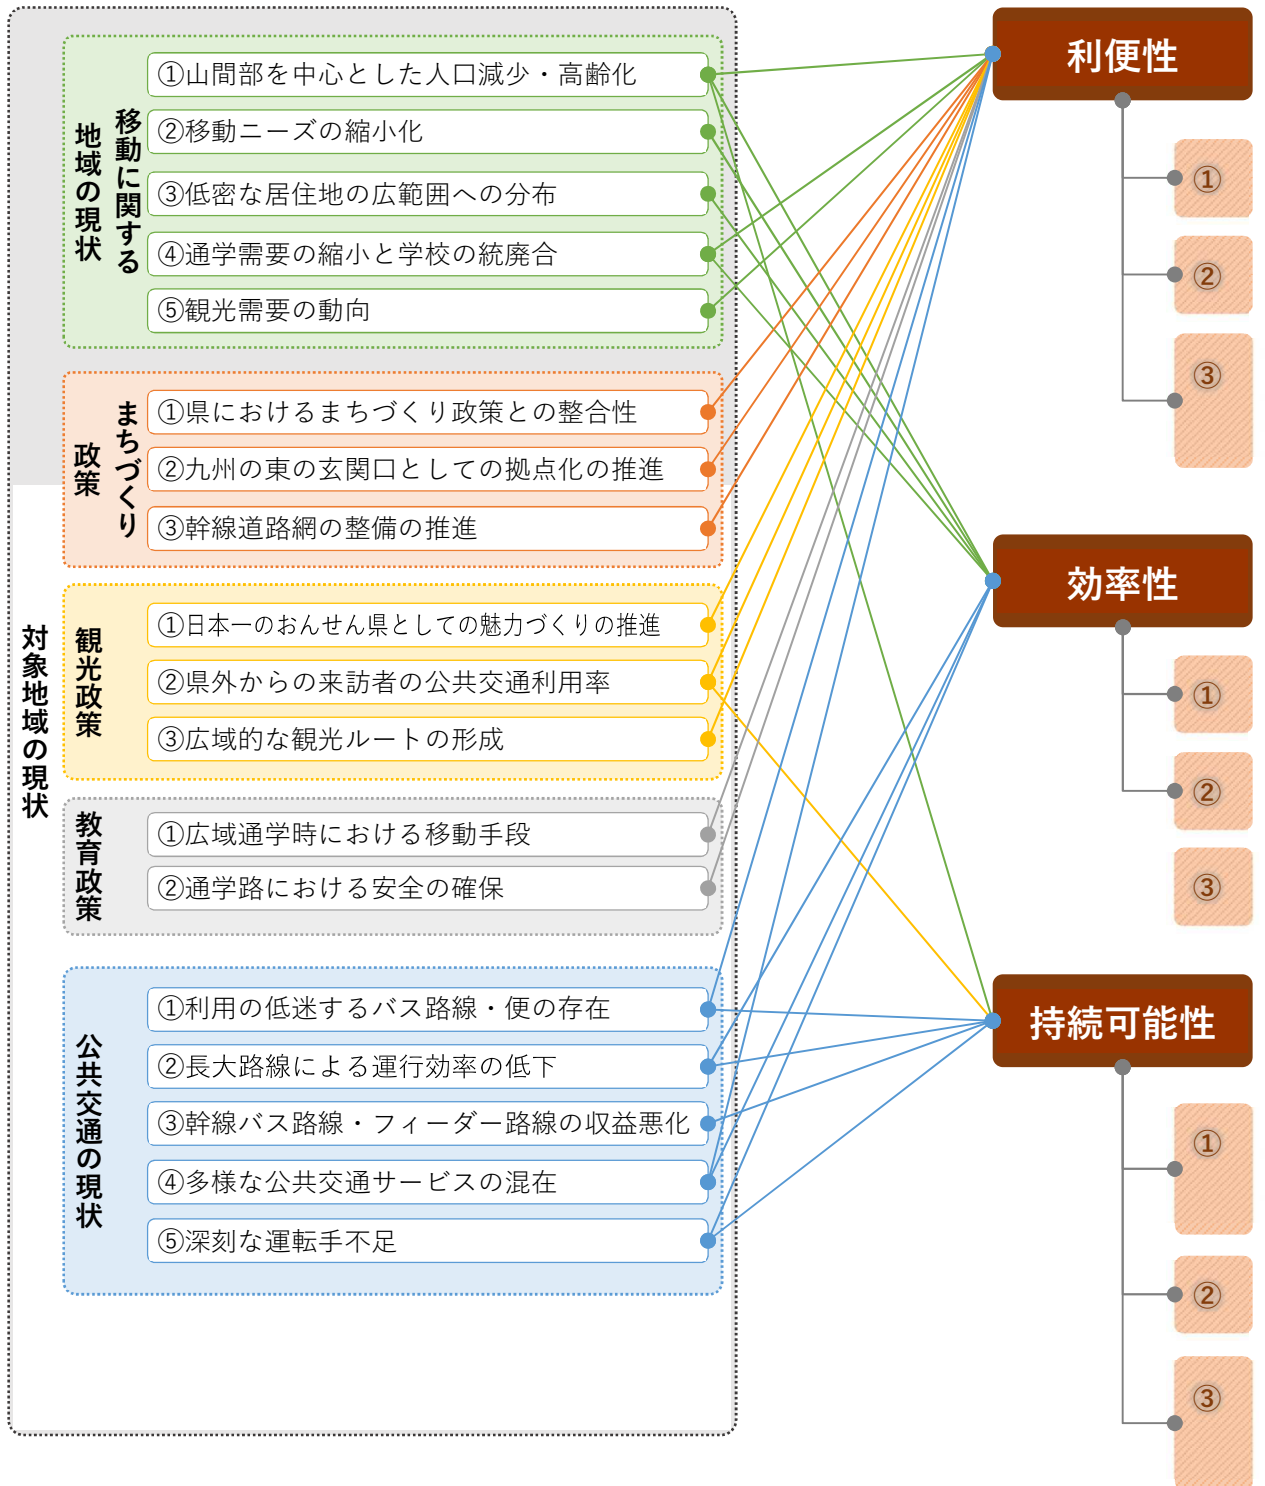 対象地域の現状
移動に関する
地域の現状
①山間部を中心とした人口減少・高齢化
②移動ニーズの縮小化
③低密な居住地の広範囲への分布
④通学需要の縮小と学校の統廃合
⑤観光需要の動向
まちづくり
政策
①県におけるまちづくり政策との整合性
②九州の東の玄関口としての拠点化の推進
③幹線道路網の整備の推進
観光政策
①日本一のおんせん県としての魅力づくりの推進
②県外からの来訪者の公共交通利用率
③広域的な観光ルートの形成
教育政策
①広域通学時における移動手段
②通学路における安全の確保
公共交通の現状
①利用の低迷するバス路線・便の存在
②長大路線による運行効率の低下
③幹線バス路線・フィーダー路線の収益悪化
④多様な公共交通サービスの混在
⑤深刻な運転手不足
利便性
①
②
③
効率性
①
②
③
持続可能性
①
②
③